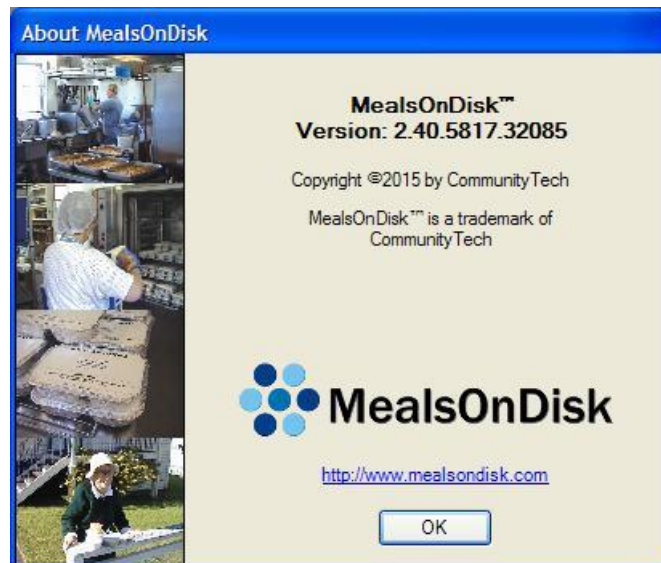 About MealsOnDisk
MealsOnDisk™
Version: 2.40.5817.32085
Copyright ©2015 by CommunityTech
MealsOnDisk™ is a trademark of
CommunityTech
MealsOnDisk
http://www.mealsondisk.com
OK